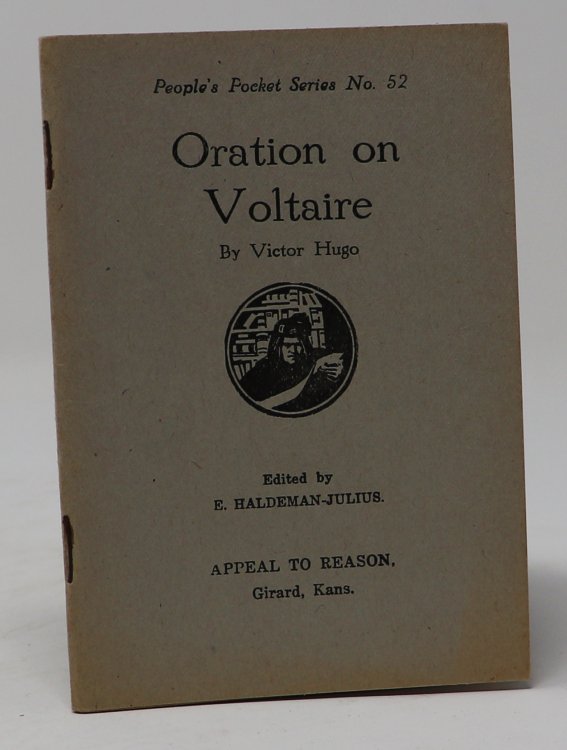 People's Pocket Series No. 52
Oration on
Voltaire
By Victor Hugo
Edited by
E. HALDEMAN-JULIUS.
APPEAL TO REASON,
Girard, Kans.